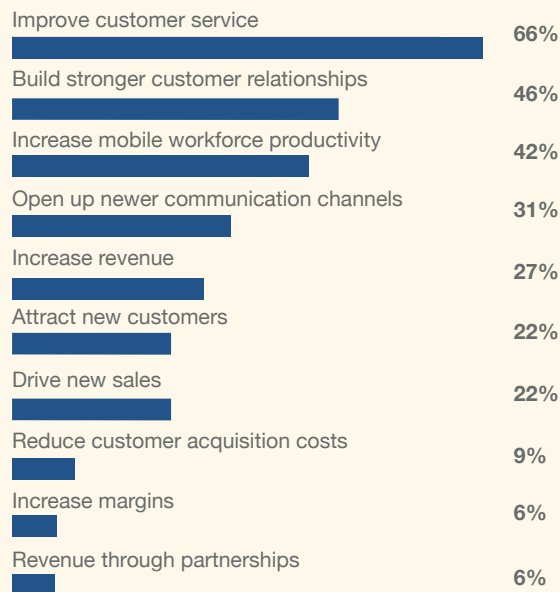 Improve customer service
66%
Build stronger customer relationships
46%
Increase mobile workforce productivity
42%
Open up newer communication channels
31%
Increase revenue
27%
Attract new customers
22%
Drive new sales
22%
Reduce customer acquisition costs
9%
Increase margins
6%
Revenue through partnerships
6%